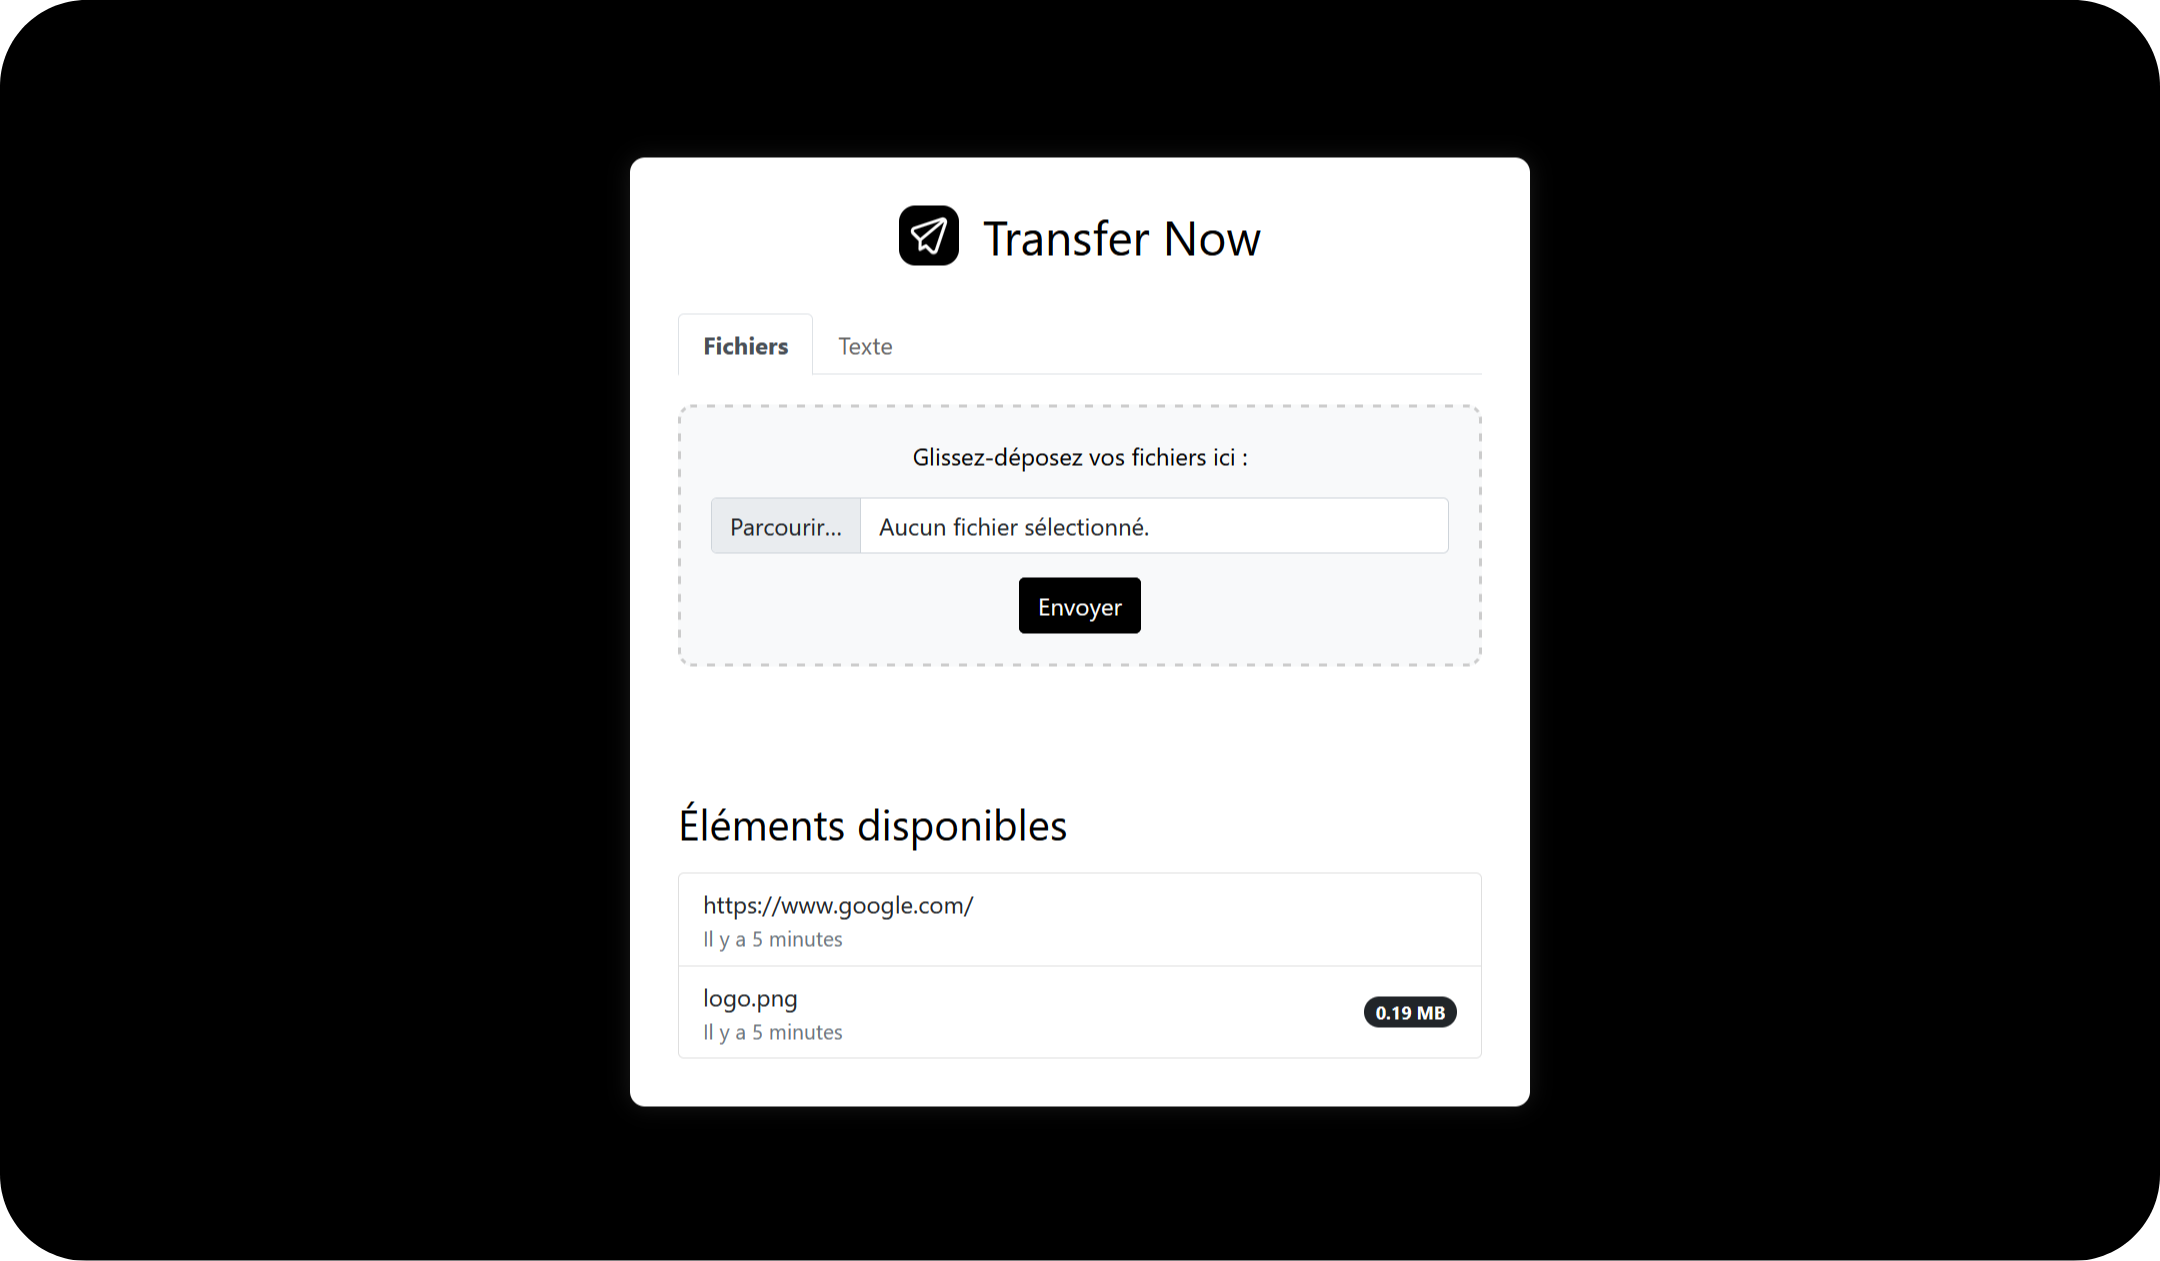 Transfer Now
Fichiers
Texte
Glissez-déposez vos fichiers ici :
Parcourir...
Aucun fichier sélectionné.
Envoyer
Éléments disponibles
https://www.google.com/
Il y a 5 minutes
logo.png
0.19 MB
Il y a 5 minutes